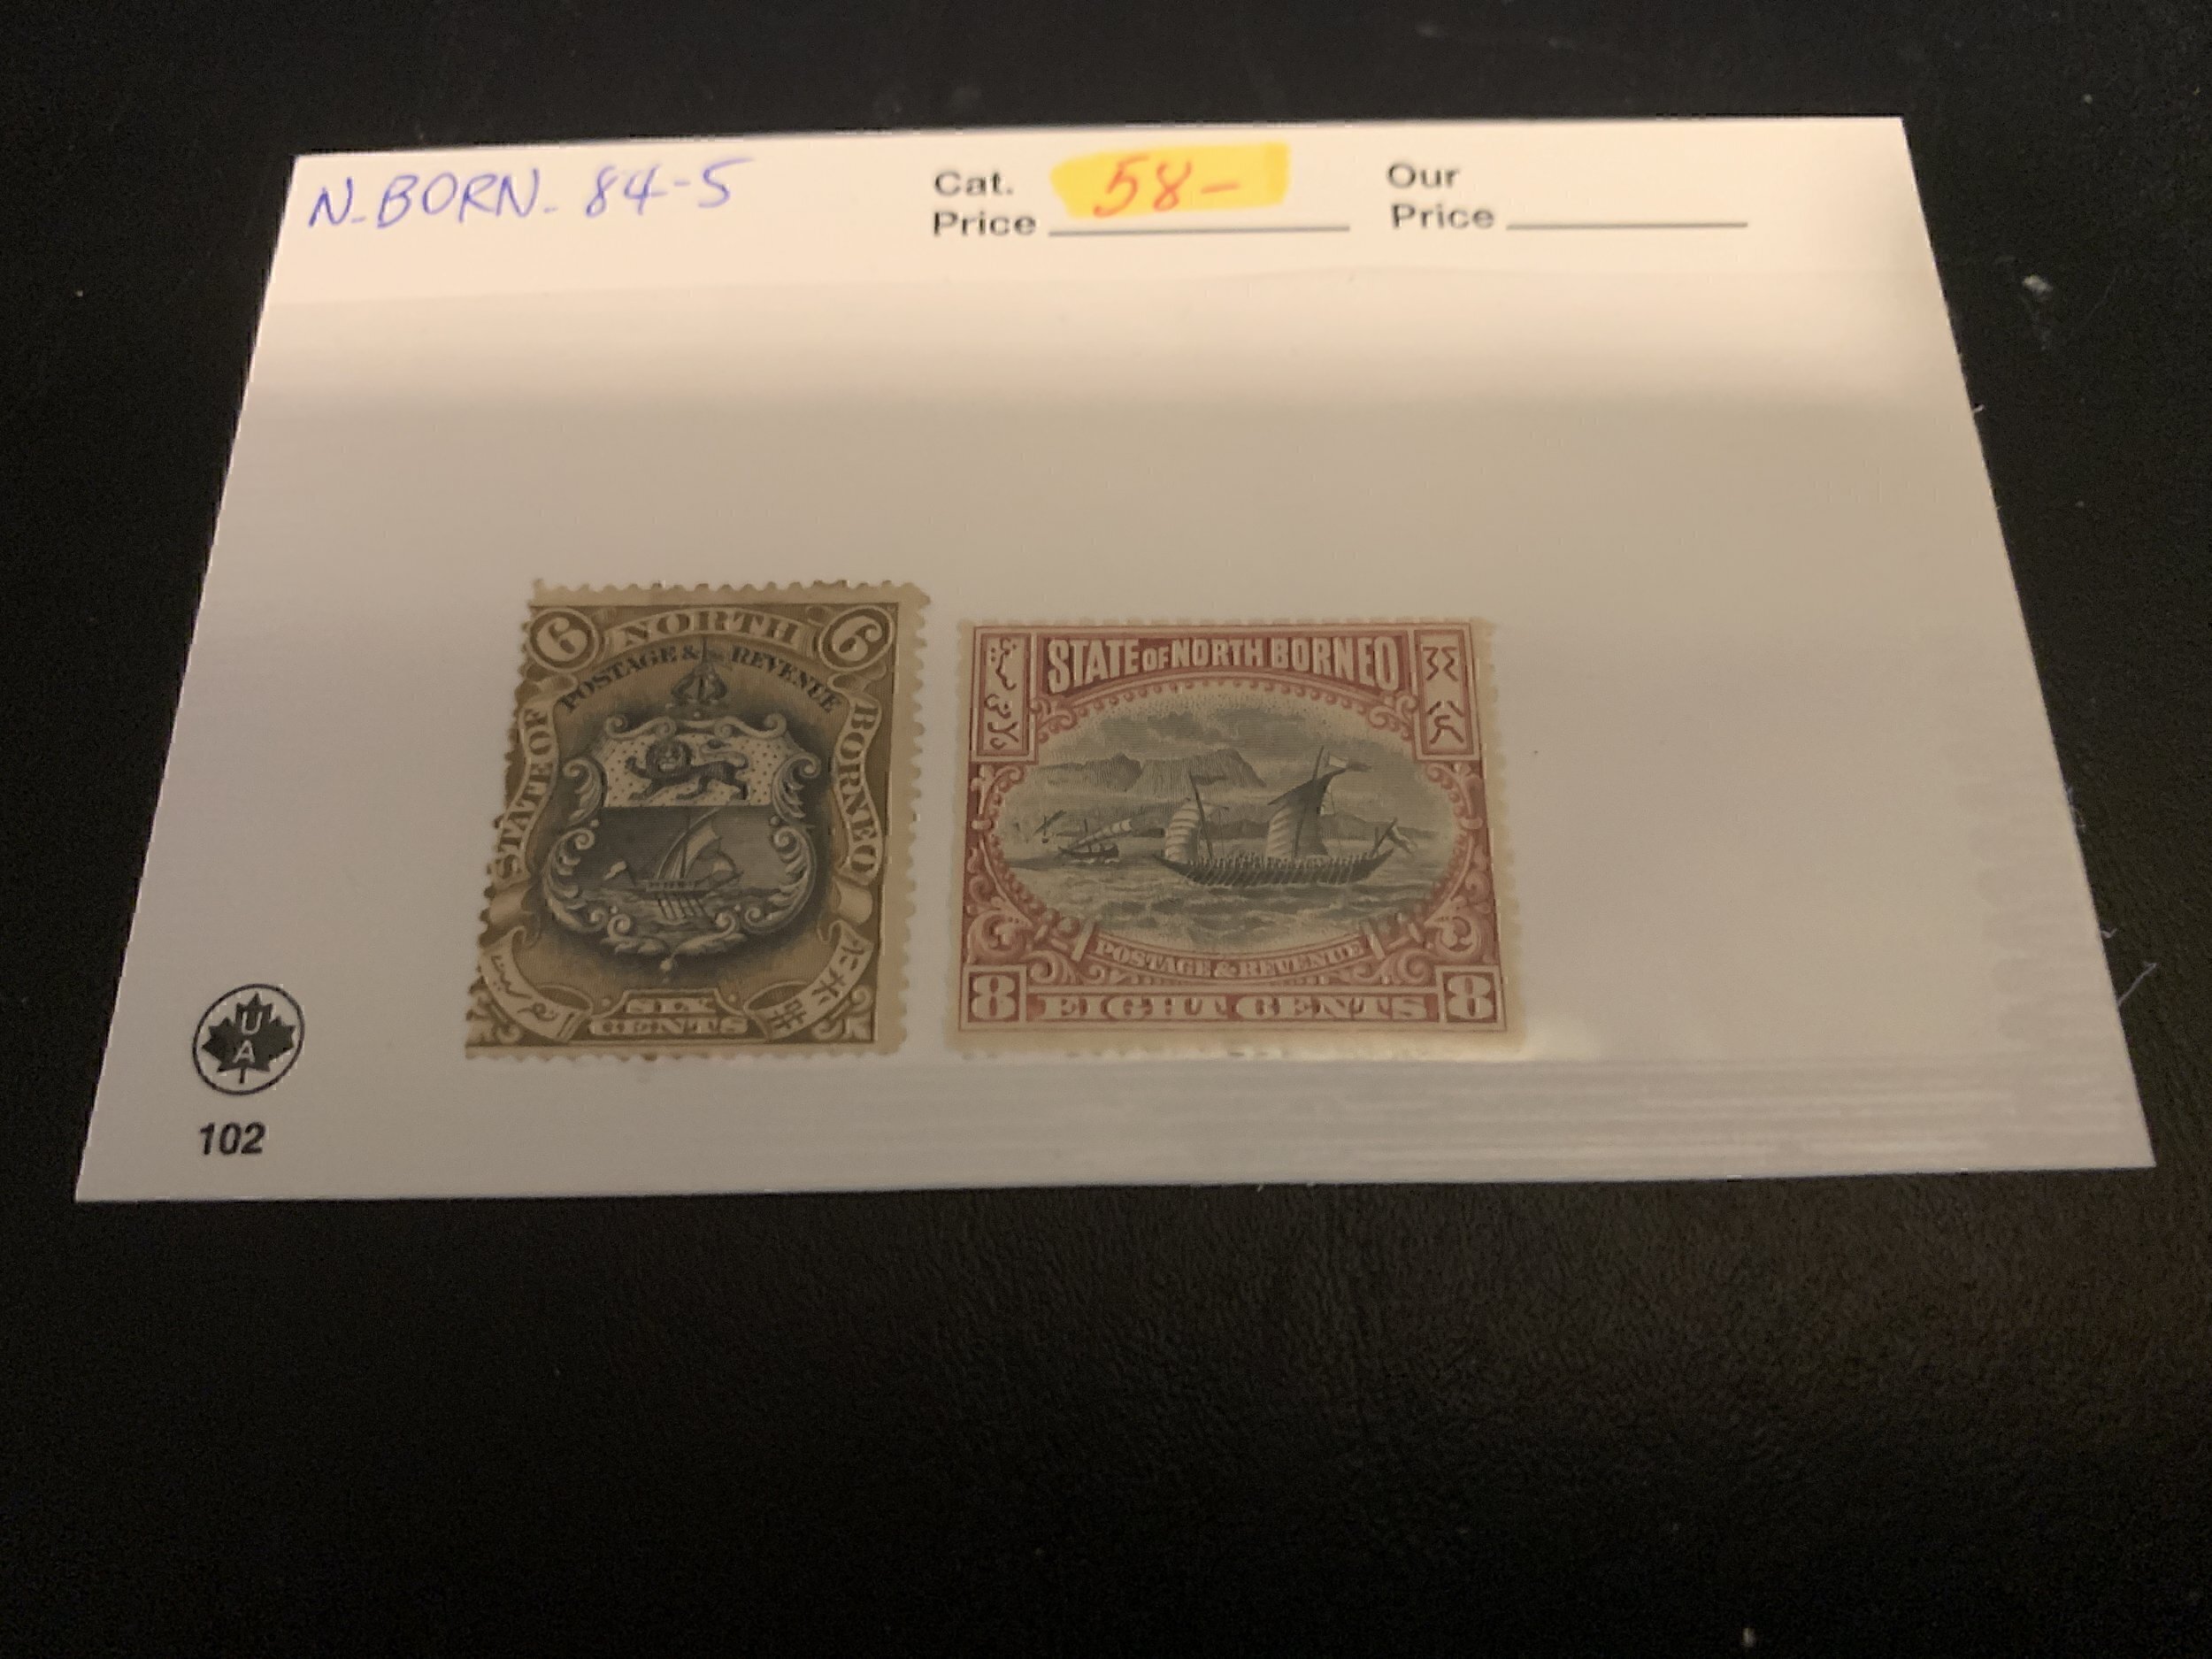 N-BORN- 84-5
Cat.
Price 58-
Our
Price
6 NORTH 6
POSTAGE & REVENUE
STATE OF
BORNEO
SIX
CENTS
STATE OF NORTH BORNEO
POSTAGE & REVENUE
8 EIGHT CENTS 8
U
A
102